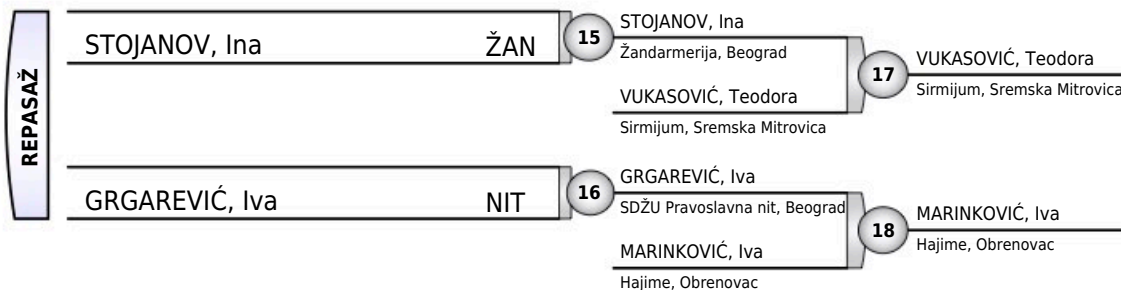 REPASAŽ
STOJANOV, Ina ŽAN
15
STOJANOV, Ina
Žandarmerija, Beograd
VUKASOVIĆ, Teodora
Sirmijum, Sremska Mitrovica
17
VUKASOVIĆ, Teodora
Sirmijum, Sremska Mitrovica
GRGAREVIĆ, Iva NIT
16
GRGAREVIĆ, Iva
SDŽU Pravoslavna nit, Beograd
MARINKOVIĆ, Iva
Hajime, Obrenovac
18
MARINKOVIĆ, Iva
Hajime, Obrenovac